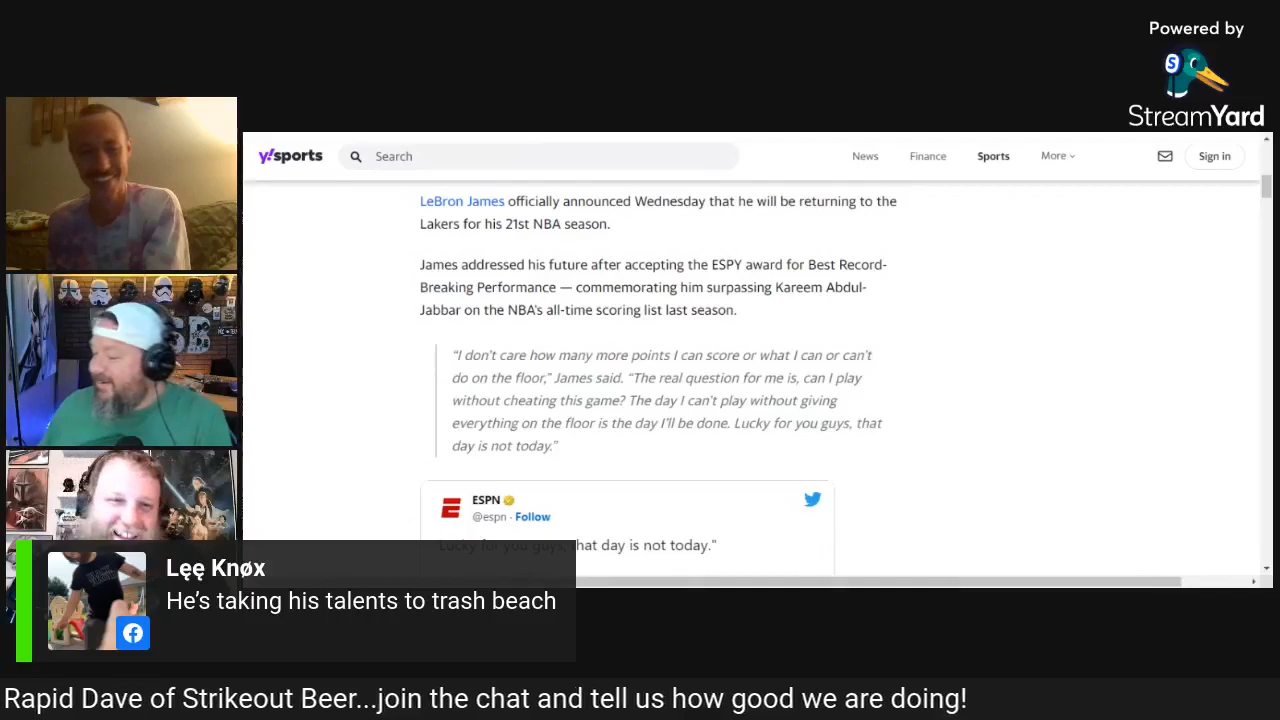 Powered by
StreamYard
y!sports
Search
News
Finance
Sports
More
Sign in
LeBron James officially announced Wednesday that he will be returning to the
Lakers for his 21st NBA season.
James addressed his future after accepting the ESPY award for Best Record-
Breaking Performance — commemorating him surpassing Kareem Abdul-
Jabbar on the NBA's all-time scoring list last season.
“I don’t care how many more points I can score or what I can or can’t
do on the floor,” James said. “The real question for me is, can I play
without cheating this game? The day I can’t play without giving
everything on the floor is the day I’ll be done. Lucky for you guys, that
day is not today.”
ESPN
@espn · Follow
Lucky for you guys, that day is not today."
Lęę Knøx
He’s taking his talents to trash beach
Rapid Dave of Strikeout Beer...join the chat and tell us how good we are doing!